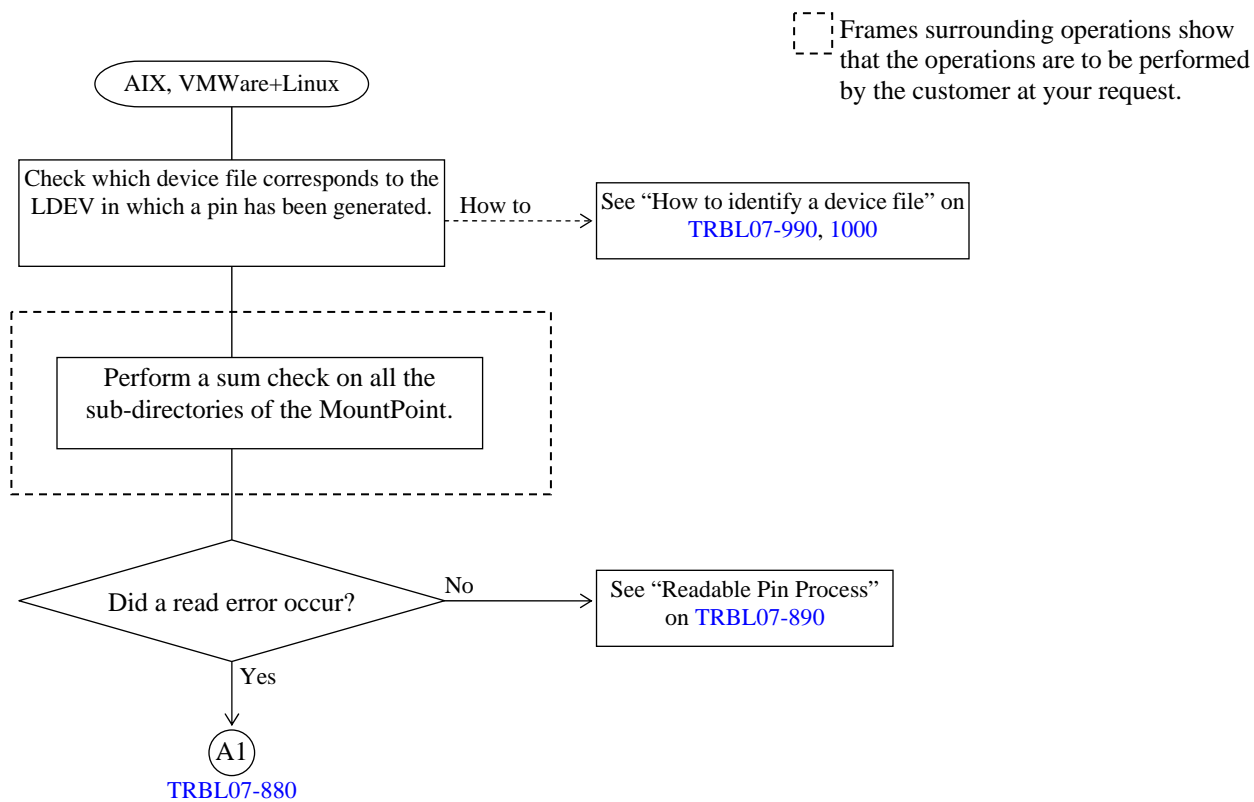 Frames surrounding operations show
that the operations are to be performed
by the customer at your request.
AIX, VMWare+Linux
Check which device file corresponds to the
LDEV in which a pin has been generated.
How to
See “How to identify a device file” on
TRBL07-990, 1000
Perform a sum check on all the
sub-directories of the MountPoint.
Did a read error occur?
No
See “Readable Pin Process”
on TRBL07-890
Yes
A1
TRBL07-880